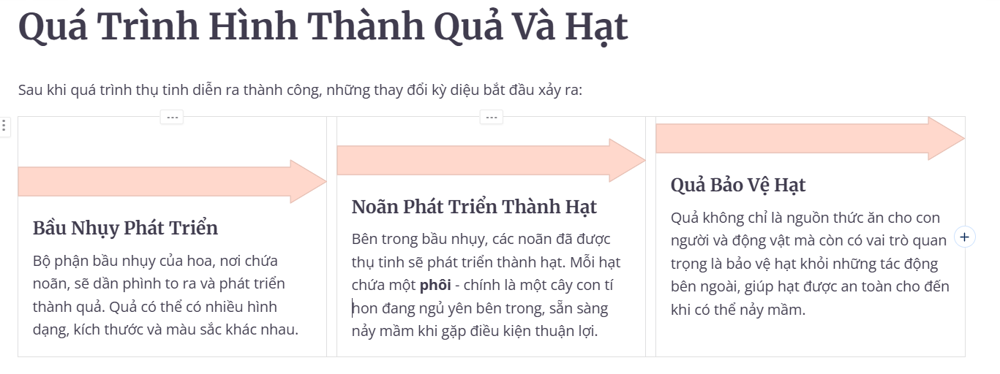 Quá Trình Hình Thành Quả Và Hạt
Sau khi quá trình thụ tinh diễn ra thành công, những thay đổi kỳ diệu bắt đầu xảy ra:
Bầu Nhụy Phát Triển
Bộ phận bầu nhụy của hoa, nơi chứa
noãn, sẽ dần phình to ra và phát triển
thành quả. Quả có thể có nhiều hình
dạng, kích thước và màu sắc khác nhau.
Noãn Phát Triển Thành Hạt
Bên trong bầu nhụy, các noãn đã được
thụ tinh sẽ phát triển thành hạt. Mỗi hạt
chứa một phôi - chính là một cây con tí
hon đang ngủ yên bên trong, sẵn sàng
nảy mầm khi gặp điều kiện thuận lợi.
Quả Bảo Vệ Hạt
Quả không chỉ là nguồn thức ăn cho con
người và động vật mà còn có vai trò quan
trọng là bảo vệ hạt khỏi những tác động
bên ngoài, giúp hạt được an toàn cho đến
khi có thể nảy mầm.